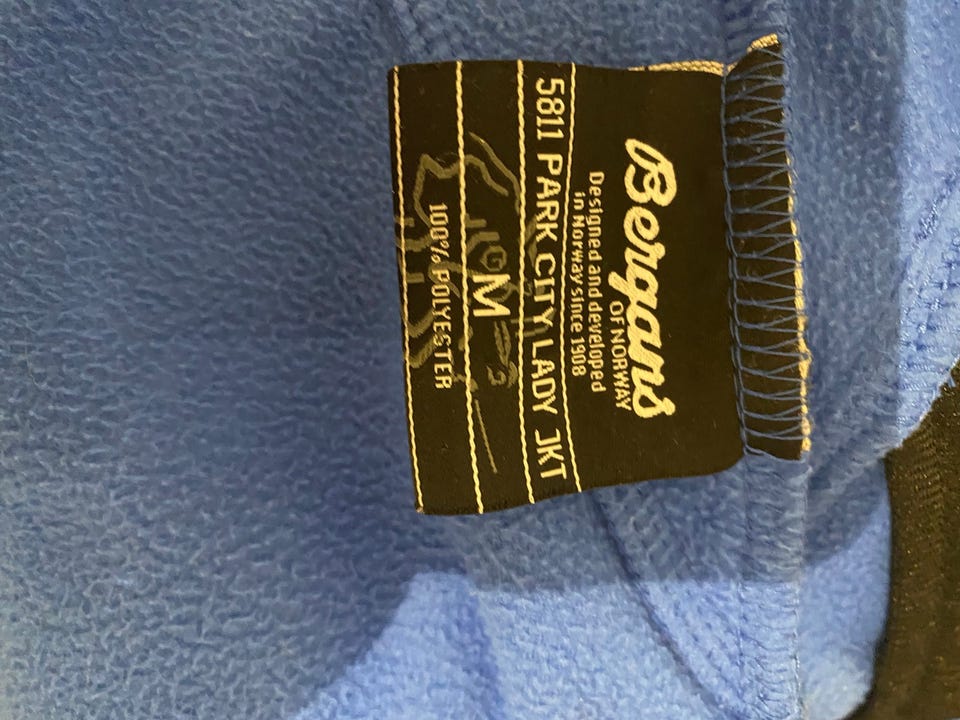 Bergans
OF NORWAY
Designed and developed
in Norway since 1908
5811 PARK CITY LADY JKT
M
100% POLYESTER